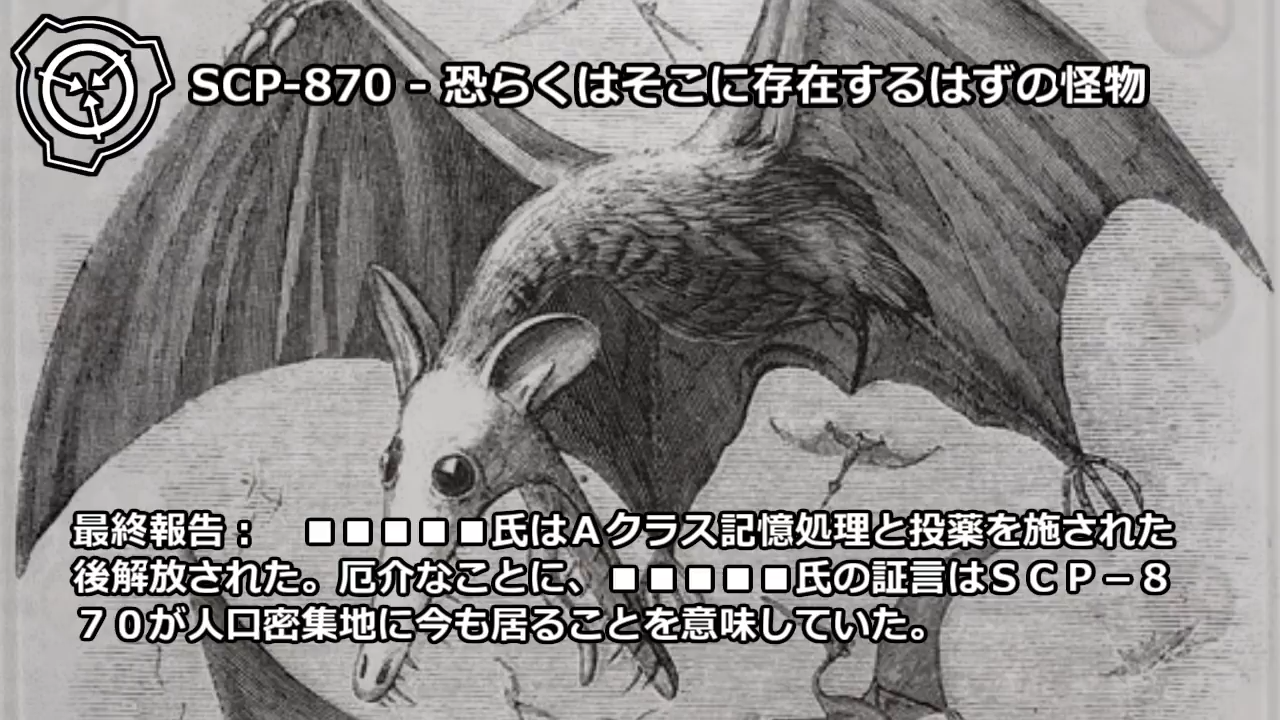 SCP-870 - 恐らくはそこに存在するはずの怪物
最終報告：　■■■■■氏はＡクラス記憶処理と投薬を施された
後解放された。厄介なことに、■■■■■氏の証言はＳＣＰ－８
７０が人口密集地に今も居ることを意味していた。